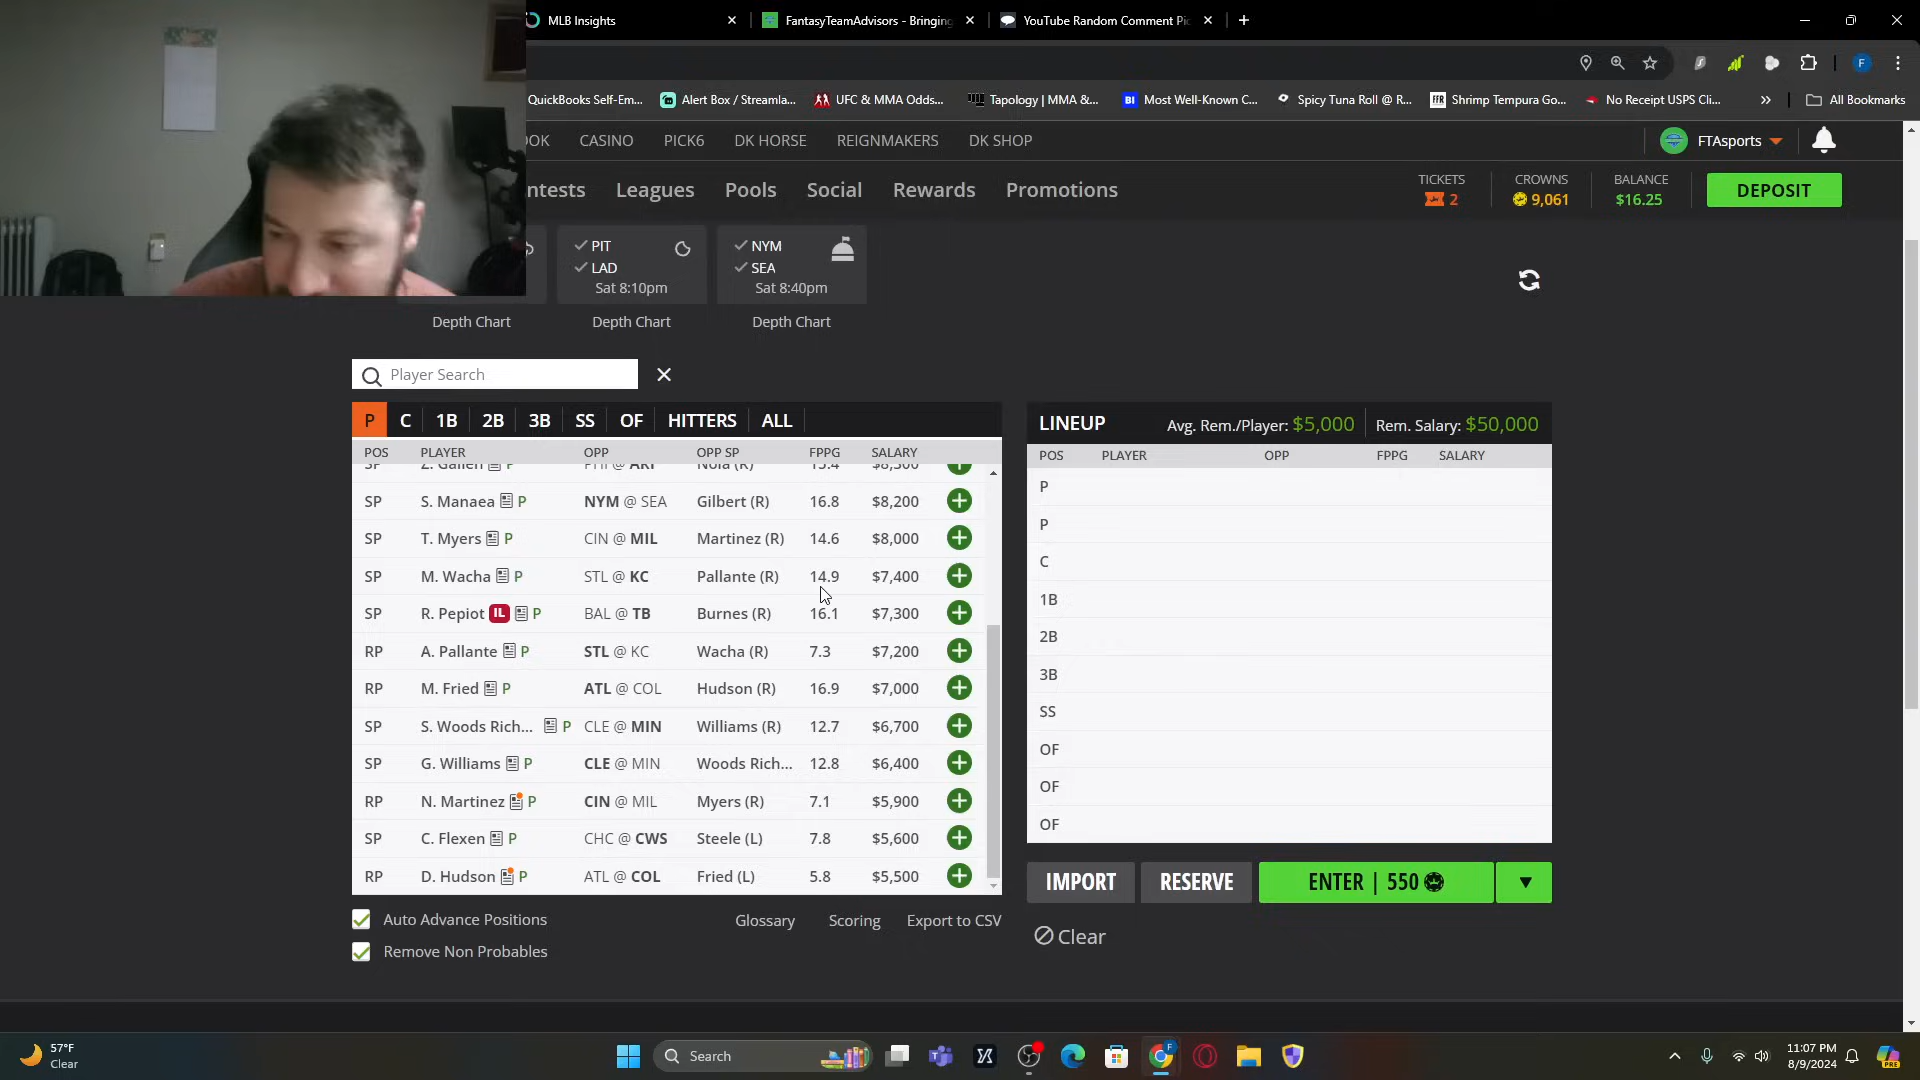 MLB Insights
FantasyTeamAdvisors - Bringing
YouTube Random Comment Pi
QuickBooks Self-Em...
Alert Box / Streamla...
UFC & MMA Odds...
Tapology | MMA &...
Most Well-Known C...
Spicy Tuna Roll @ R...
Shrimp Tempura Go...
No Receipt USPS Cli...
All Bookmarks
OOK
CASINO
PICK6
DK HORSE
REIGNMAKERS
DK SHOP
FTAsports
ntests
Leagues
Pools
Social
Rewards
Promotions
TICKETS
2
CROWNS
9,061
BALANCE
$16.25
DEPOSIT
PIT
LAD
Sat 8:10pm
NYM
SEA
Sat 8:40pm
Depth Chart
Depth Chart
Depth Chart
Player Search
P C 1B 2B 3B SS OF HITTERS ALL
POS PLAYER OPP OPP SP FPPG SALARY
SP Z. Gallen P PHI @ ARI Nola (R) 15.4 $8,300
SP S. Manaea P NYM @ SEA Gilbert (R) 16.8 $8,200
SP T. Myers P CIN @ MIL Martinez (R) 14.6 $8,000
SP M. Wacha P STL @ KC Pallante (R) 14.9 $7,400
SP R. Pepiot IL P BAL @ TB Burnes (R) 16.1 $7,300
RP A. Pallante P STL @ KC Wacha (R) 7.3 $7,200
RP M. Fried P ATL @ COL Hudson (R) 16.9 $7,000
SP S. Woods Rich... P CLE @ MIN Williams (R) 12.7 $6,700
SP G. Williams P CLE @ MIN Woods Rich... 12.8 $6,400
RP N. Martinez P CIN @ MIL Myers (R) 7.1 $5,900
SP C. Flexen P CHC @ CWS Steele (L) 7.8 $5,600
RP D. Hudson P ATL @ COL Fried (L) 5.8 $5,500
Auto Advance Positions
Remove Non Probables
Glossary
Scoring
Export to CSV
LINEUP Avg. Rem./Player: $5,000 Rem. Salary: $50,000
POS PLAYER OPP FPPG SALARY
P
P
C
1B
2B
3B
SS
OF
OF
OF
IMPORT
RESERVE
ENTER | 550
Clear
57°F
Clear
Search
11:07 PM
8/9/2024